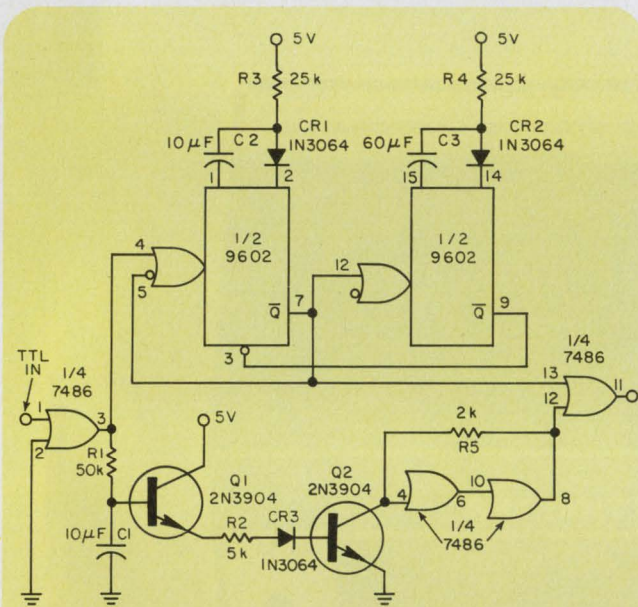 5V
5V
R3
25k
R4
25k
10μF
C2
CR1
1N3064
60μF
C3
CR2
1N3064
1
2
15
14
4
1/2
9602
5
Q̅
7
3
12
1/2
9602
Q̅
9
TTL
IN
1/4
7486
1
2
3
1/4
7486
13
12
11
R1
50k
5V
2k
R5
Q1
2N3904
Q2
2N3904
R2
5k
CR3
1N3064
4
6
10
8
10μF
C1
1/4
7486